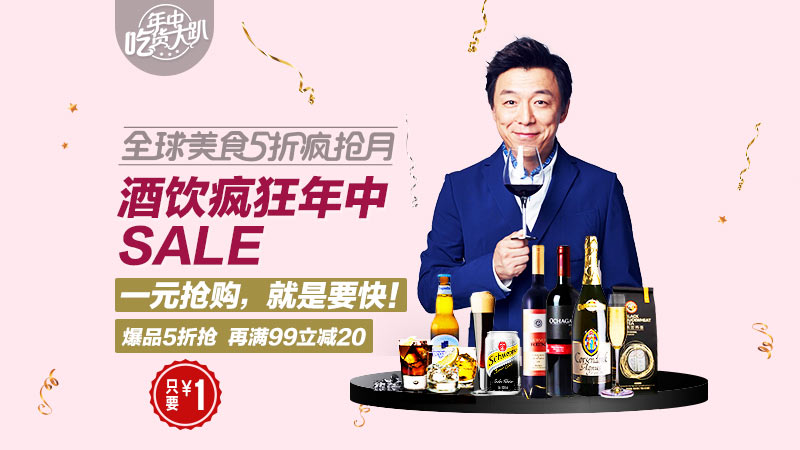 年中
吃货大趴
全球美食5折疯抢月
酒饮疯狂年中
SALE
一元抢购，就是要快！
爆品5折抢 再满99立减20
只要
¥1
Schweppes
OCHAGAVIA